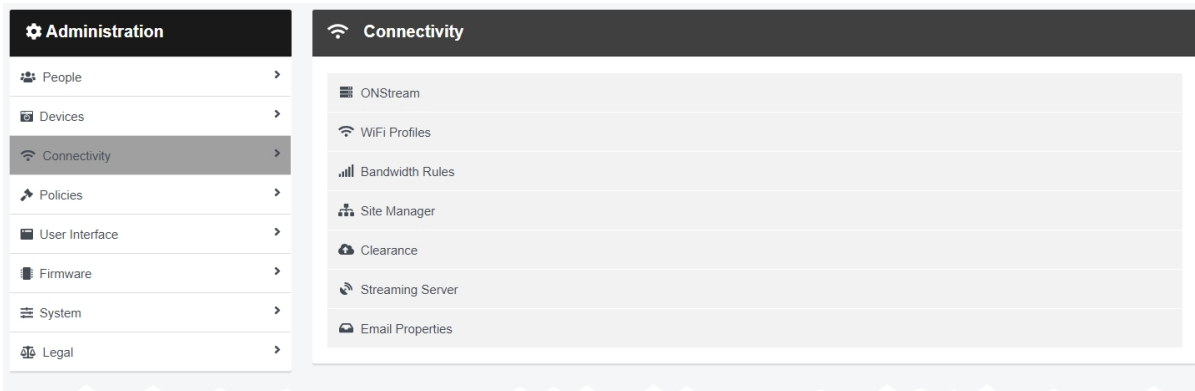 Administration
People
Devices
Connectivity
Policies
User Interface
Firmware
System
Legal
Connectivity
ONStream
WiFi Profiles
Bandwidth Rules
Site Manager
Clearance
Streaming Server
Email Properties